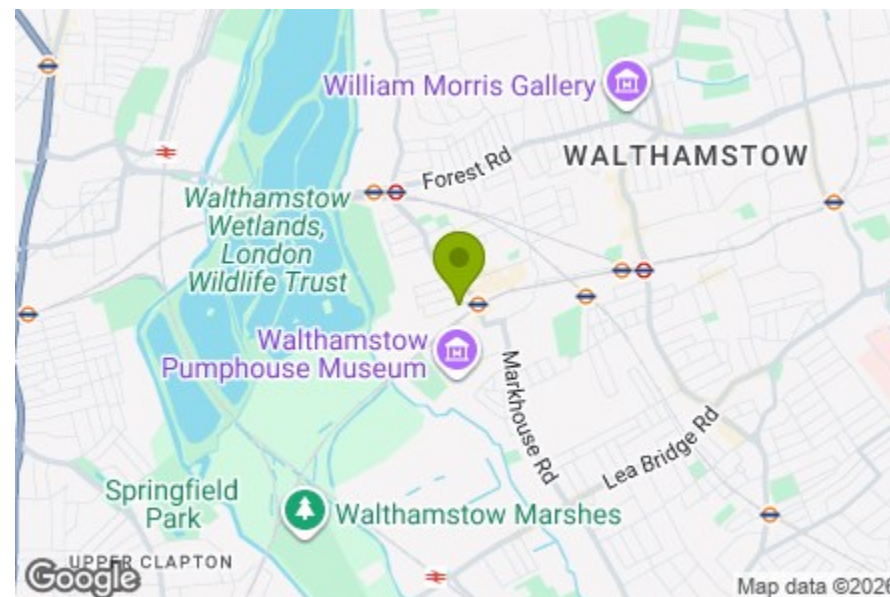 William Morris Gallery
Forest Rd
WALTHAMSTOW
Walthamstow
Wetlands,
London
Wildlife Trust
Walthamstow
Pumphouse Museum
Markhouse Rd
Lea Bridge Rd
Springfield
Park
Walthamstow Marshes
UPPER CLAPTON
Google
Map data ©2026